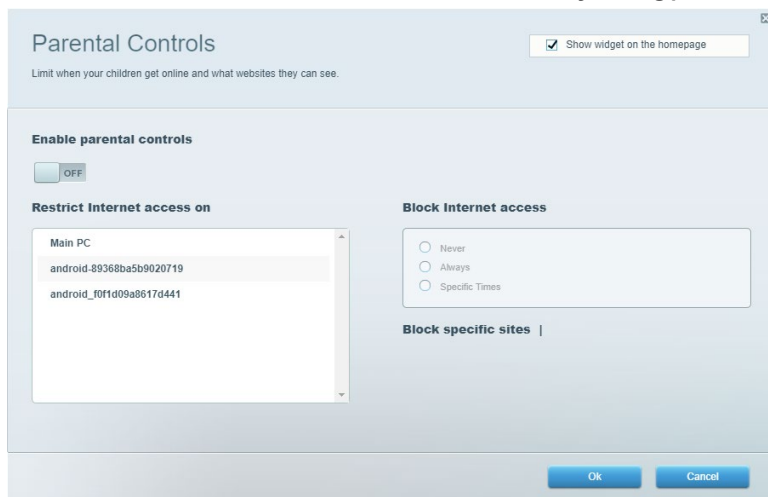 Parental Controls
Show widget on the homepage
Limit when your children get online and what websites they can see.
Enable parental controls
OFF
Restrict Internet access on
Main PC
android-89368ba5b9020719
android_f0f1d09a8617d441
Block Internet access
Never
Always
Specific Times
Block specific sites |
Ok
Cancel